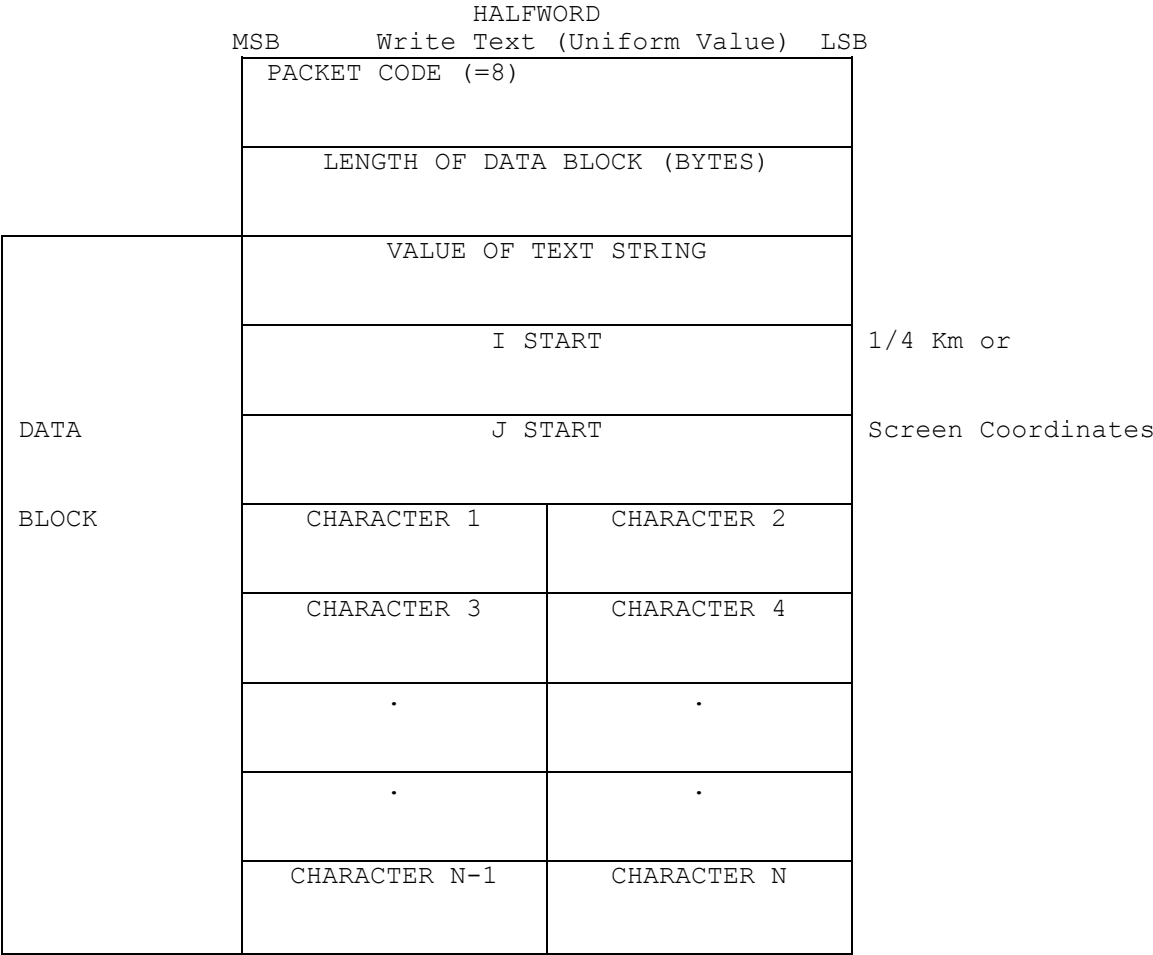 HALFWORD
MSB Write Text (Uniform Value) LSB
PACKET CODE (=8)
LENGTH OF DATA BLOCK (BYTES)
VALUE OF TEXT STRING
I START 1/4 Km or
DATA J START Screen Coordinates
BLOCK CHARACTER 1 CHARACTER 2
CHARACTER 3 CHARACTER 4
. .
. .
CHARACTER N-1 CHARACTER N